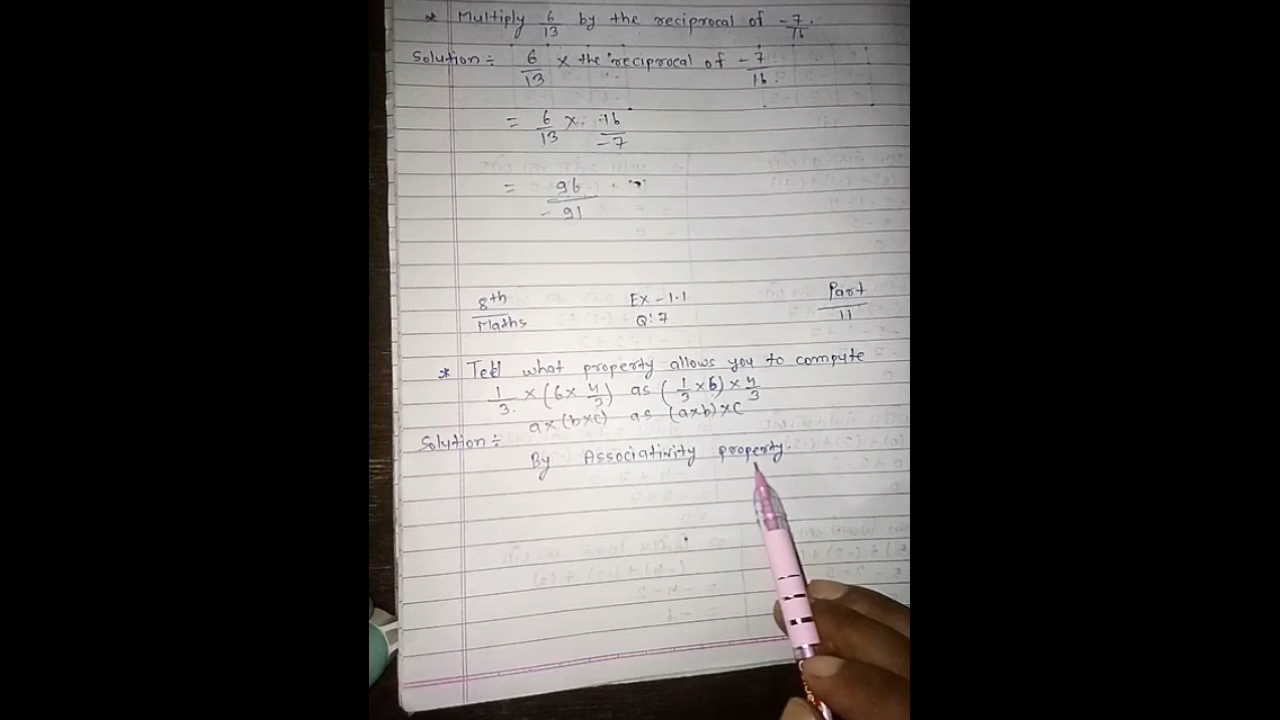 * Multiply 6/13 by the reciprocal of -7/16.
Solution ÷ 6/13 × the reciprocal of -7/16.
= 6/13 × 16/-7
= 96/-91
8th Maths Ex - 1.1 Q: 7 Part 11
* Tell what property allows you to compute
1/3 × (6 × 4/3) as (1/3 × 6) × 4/3
a × (b × c) as (a × b) × c
Solution ÷
By Associativity property.